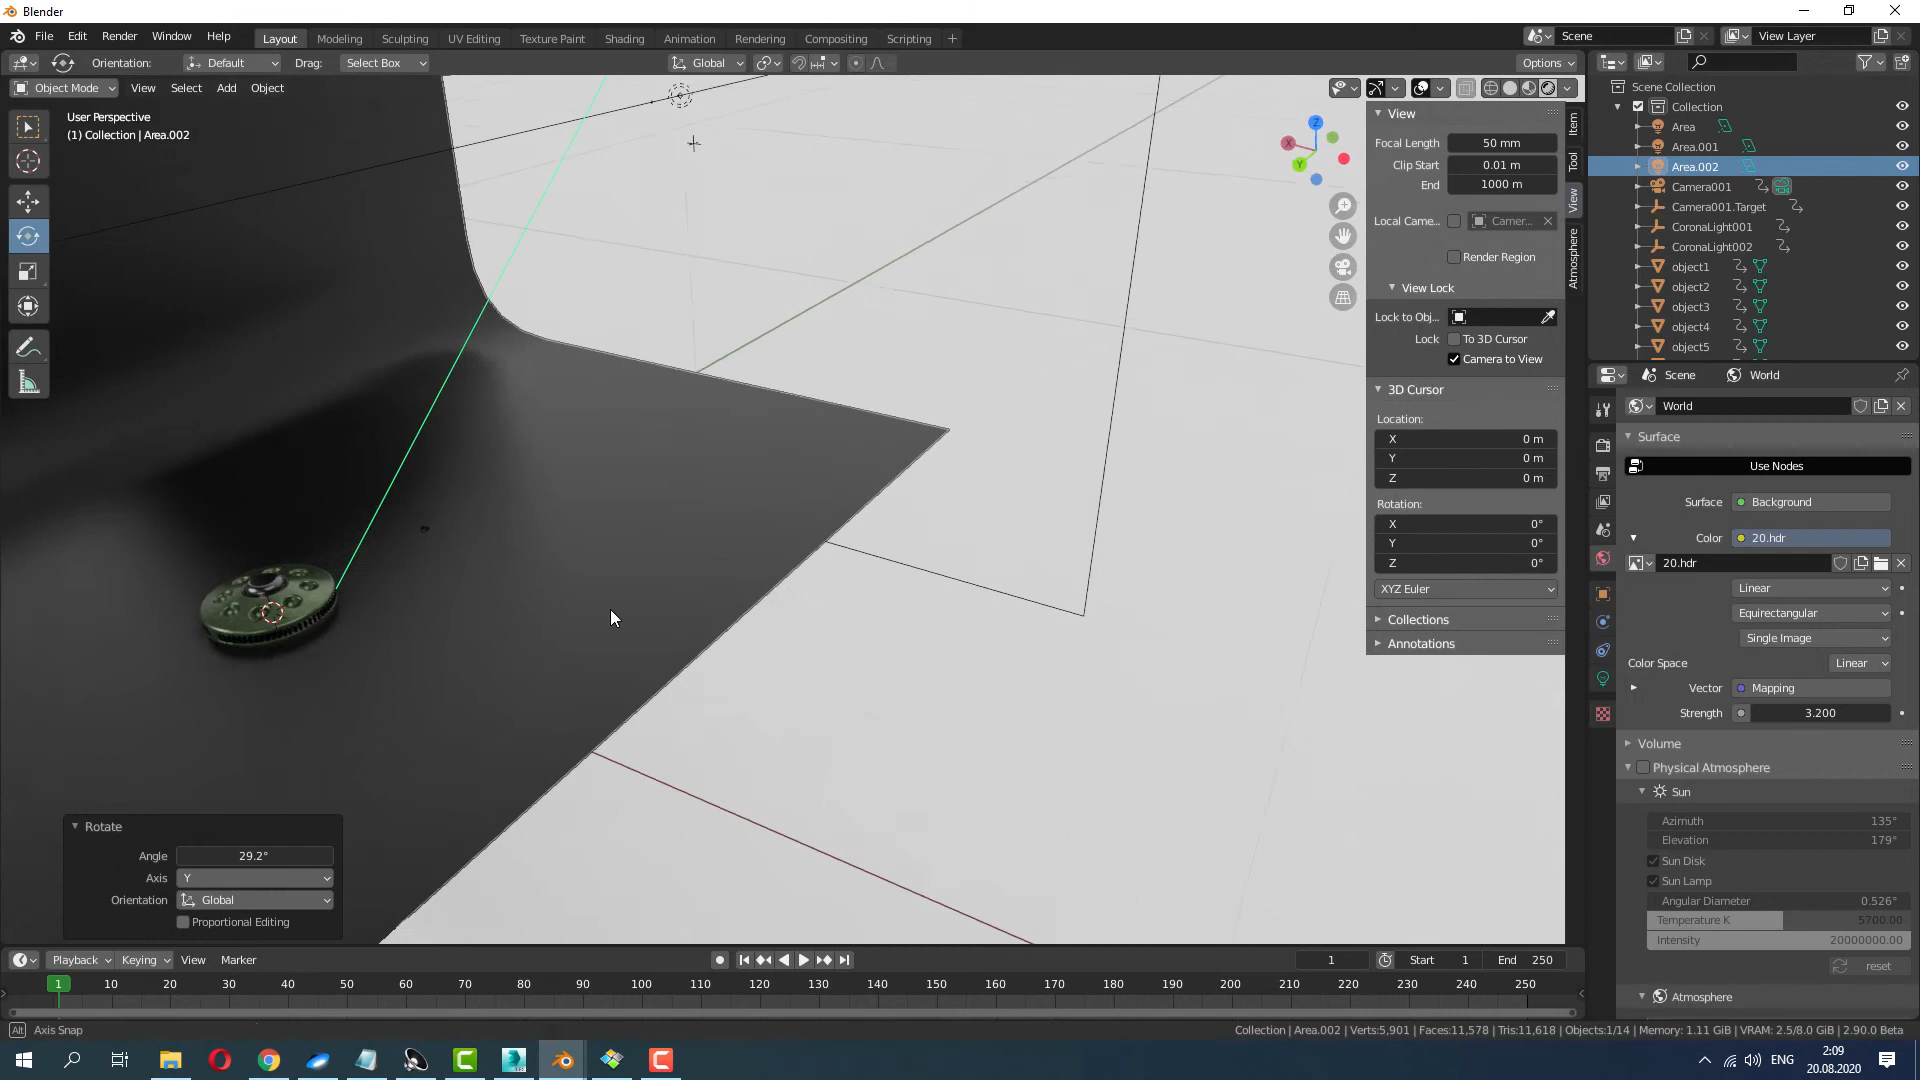 Blender
File Edit Render Window Help
Layout Modeling Sculpting UV Editing Texture Paint Shading Animation Rendering Compositing Scripting +
Scene
View Layer
Orientation: Default Drag: Select Box
Global
Options
Object Mode View Select Add Object
User Perspective
(1) Collection | Area.002
X
Y
Z
View
Focal Length 50 mm
Clip Start 0.01 m
End 1000 m
Local Came... Camer...
Render Region
View Lock
Lock to Obj...
Lock To 3D Cursor
Camera to View
3D Cursor
Location:
X 0 m
Y 0 m
Z 0 m
Rotation:
X 0°
Y 0°
Z 0°
XYZ Euler
Collections
Annotations
Item
Tool
View
Atmosphere
Scene Collection
Collection
Area
Area.001
Area.002
Camera001
Camera001.Target
CoronaLight001
CoronaLight002
object1
object2
object3
object4
object5
Scene World
World
Surface
Use Nodes
Surface Background
Color 20.hdr
20.hdr
Linear
Equirectangular
Single Image
Color Space Linear
Vector Mapping
Strength 3.200
Volume
Physical Atmosphere
Sun
Azimuth 135°
Elevation 179°
Sun Disk
Sun Lamp
Angular Diameter 0.526°
Temperature K 5700.00
Intensity 20000000.00
reset
Atmosphere
Rotate
Angle 29.2°
Axis Y
Orientation Global
Proportional Editing
Playback Keying View Marker
1 Start 1 End 250
1 10 20 30 40 50 60 70 80 90 100 110 120 130 140 150 160 170 180 190 200 210 220 230 240 250
Alt Axis Snap
Collection | Area.002 | Verts:5,901 | Faces:11,578 | Tris:11,618 | Objects:1/14 | Memory: 1.11 GiB | VRAM: 2.5/8.0 GiB | 2.90.0 Beta
ENG
2:09
20.08.2020